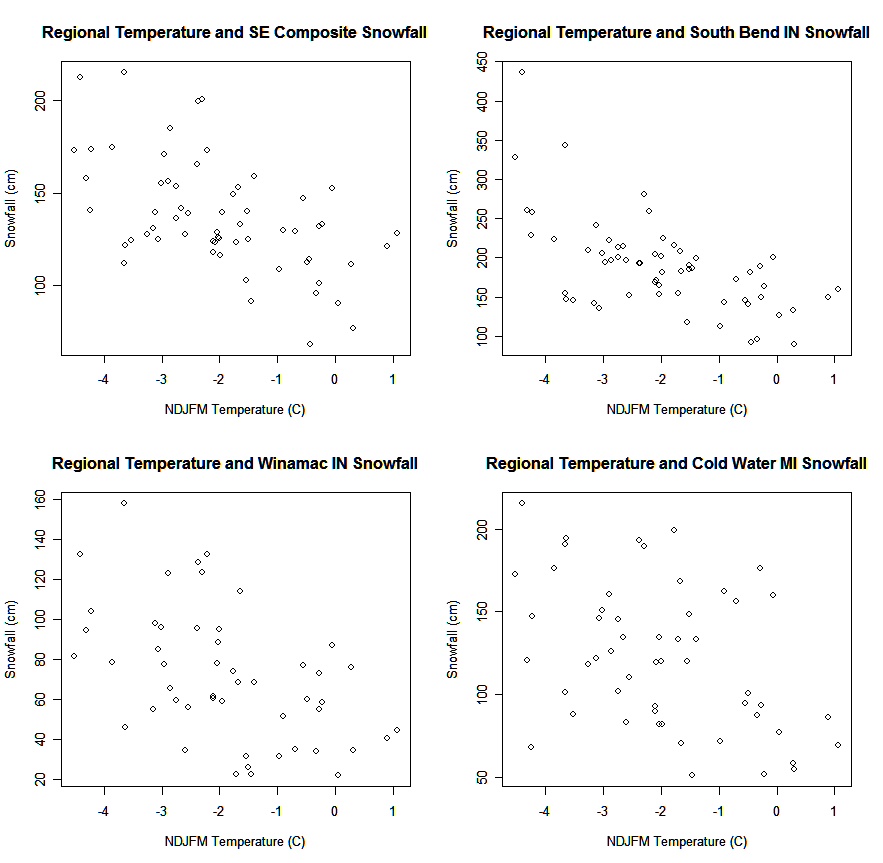 Regional Temperature and SE Composite Snowfall
Snowfall (cm)
200
150
100
-4 -3 -2 -1 0 1
NDJFM Temperature (C)
Regional Temperature and South Bend IN Snowfall
Snowfall (cm)
450
400
350
300
250
200
150
100
-4 -3 -2 -1 0 1
NDJFM Temperature (C)
Regional Temperature and Winamac IN Snowfall
Snowfall (cm)
160
140
120
100
80
60
40
20
-4 -3 -2 -1 0 1
NDJFM Temperature (C)
Regional Temperature and Cold Water MI Snowfall
Snowfall (cm)
200
150
100
50
-4 -3 -2 -1 0 1
NDJFM Temperature (C)